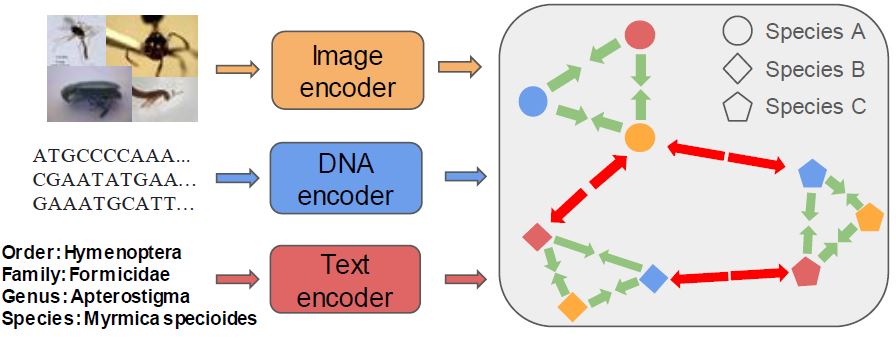 Image
encoder
ATGCCCCAAA...
CGAATATGAA...
GAAATGCATT...
DNA
encoder
Order: Hymenoptera
Family: Formicidae
Genus: Apterostigma
Species: Myrmica specioides
Text
encoder
Species A
Species B
Species C